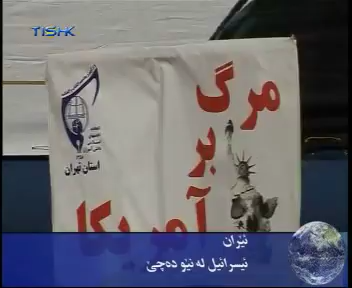 TISHK
مرگ
بر
آمریکا
استان تهران
ئێران
ئیسرائیل لە نێو دەچێ